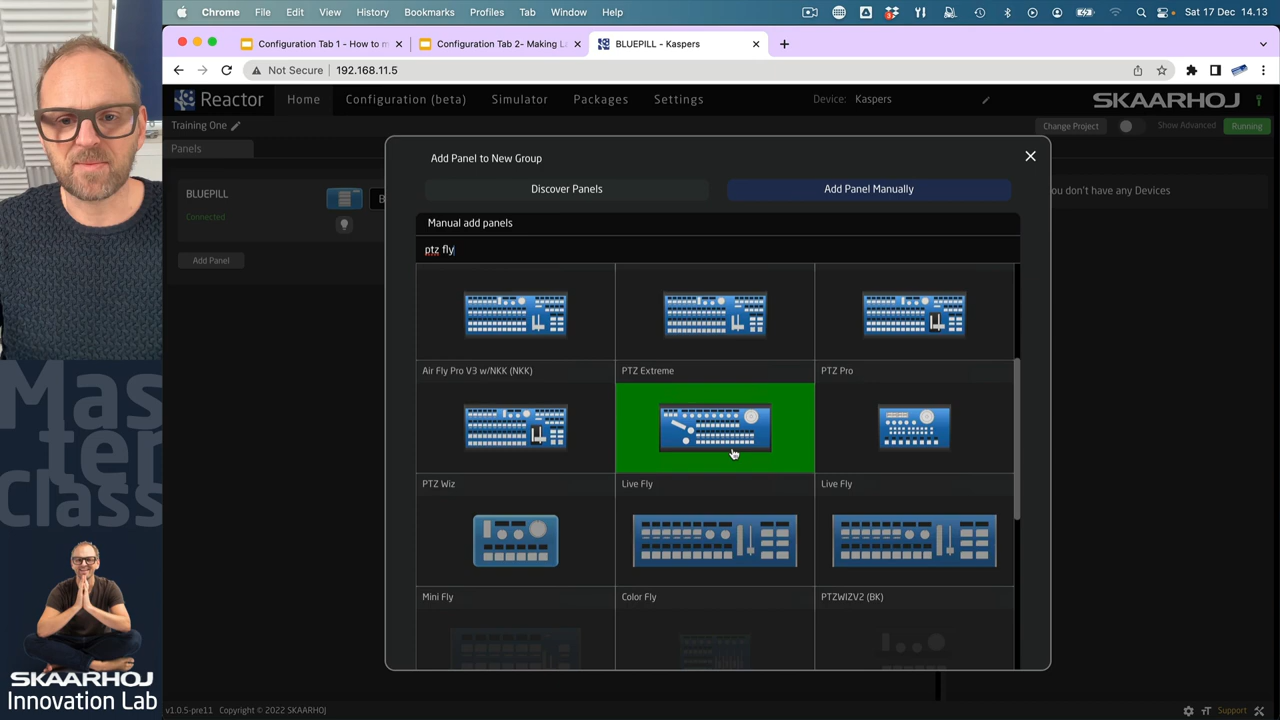 Chrome File Edit View History Bookmarks Profiles Tab Window Help Sat 17 Dec 14.13
Configuration Tab 1 - How to m Configuration Tab 2- Making L BLUEPILL - Kaspers
Not Secure 192.168.11.5
Reactor Home Configuration (beta) Simulator Packages Settings Device: Kaspers SKAARHOJ
Training One Change Project Show Advanced Running
Panels
BLUEPILL
Connected
B
Add Panel
ou don't have any Devices
Add Panel to New Group
Discover Panels Add Panel Manually
Manual add panels
ptz fly
Air Fly Pro V3 w/NKK (NKK) PTZ Extreme PTZ Pro
PTZ Wiz Live Fly Live Fly
Mini Fly Color Fly PTZWIZV2 (BK)
Master
Class
SKAARHOJ
Innovation Lab
v1.0.5-pre11 Copyright © 2022 SKAARHOJ Support